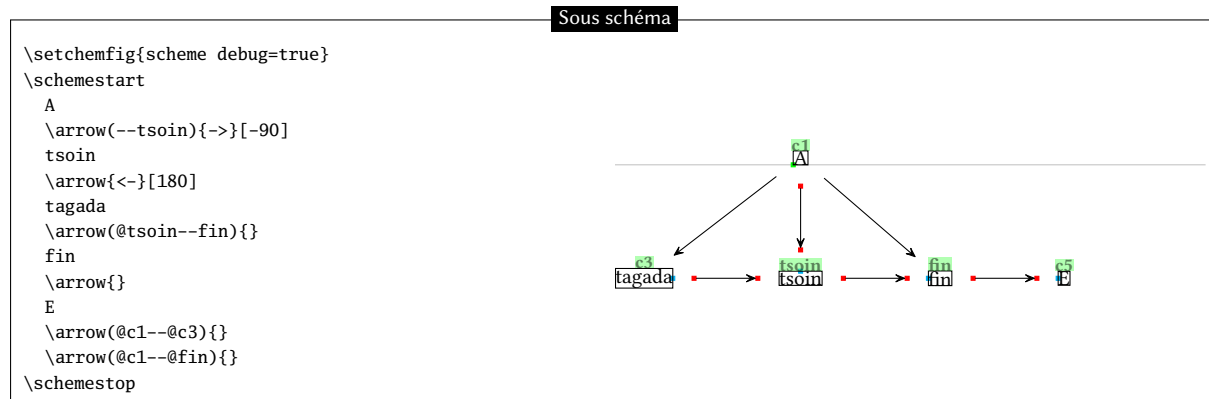 Sous schéma
\setchemfig{scheme debug=true}
\schemestart
A
\arrow(--tsoin){->}[-90]
tsoin
\arrow{<-}[180]
tagada
\arrow(@tsoin--fin){}
fin
\arrow{}
E
\arrow(@c1--@c3){}
\arrow(@c1--@fin){}
\schemestop
c1
A
c3 tsoin fin c5
tagada tsoin fin E